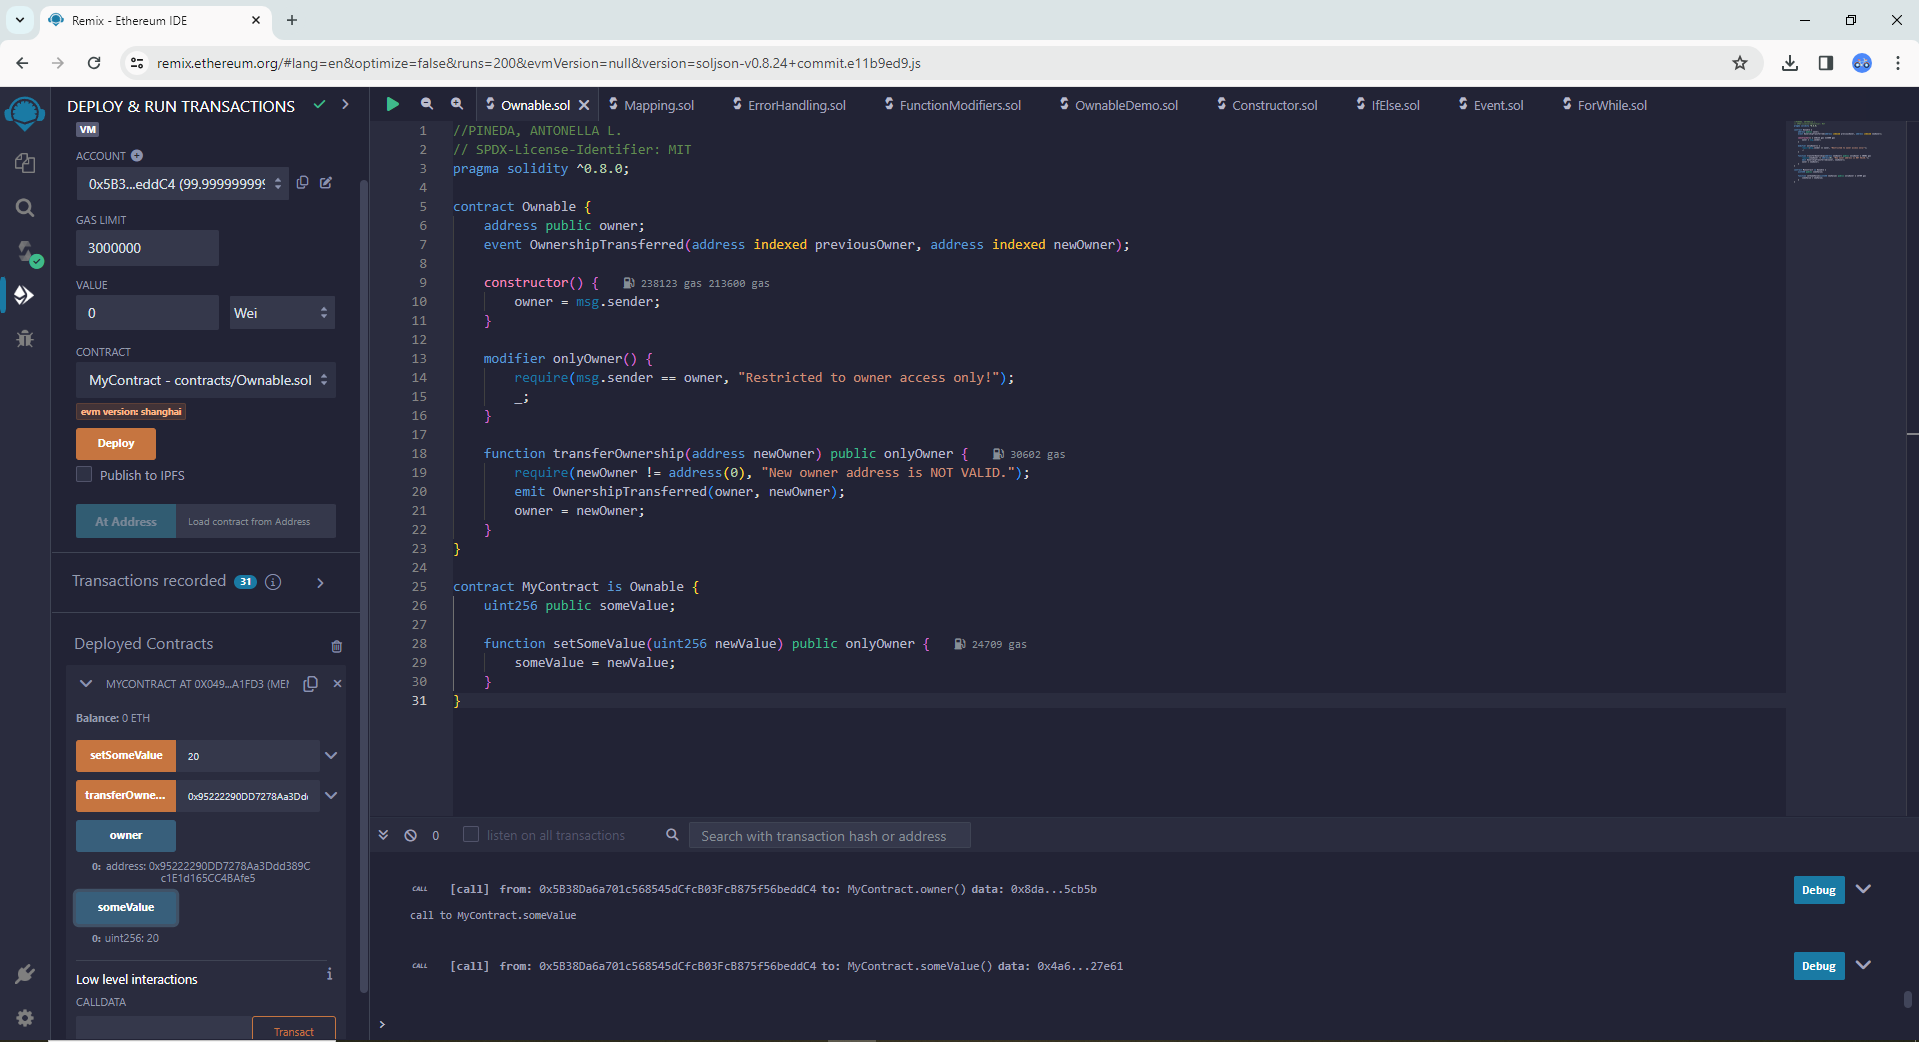 Remix - Ethereum IDE
remix.ethereum.org/#lang=en&optimize=false&runs=200&evmVersion=null&version=soljson-v0.8.24+commit.e11b9ed9.js
DEPLOY & RUN TRANSACTIONS
VM
ACCOUNT
0x5B3...eddC4 (99.9999999999
GAS LIMIT
3000000
VALUE
0
Wei
CONTRACT
MyContract - contracts/Ownable.sol
evm version: shanghai
Deploy
Publish to IPFS
At Address
Load contract from Address
Transactions recorded 31 i
Deployed Contracts
MYCONTRACT AT 0X049...A1FD3 (MEM
Balance: 0 ETH
setSomeValue 20
transferOwne... 0x95222290DD7278Aa3Ddd
owner
0: address: 0x95222290DD7278Aa3Ddd389C
c1E1d165CC4BAfe5
someValue
0: uint256: 20
Low level interactions
i
CALLDATA
Transact
Ownable.sol Mapping.sol ErrorHandling.sol FunctionModifiers.sol OwnableDemo.sol Constructor.sol IfElse.sol Event.sol ForWhile.sol
1 //PINEDA, ANTONELLA L.
2 // SPDX-License-Identifier: MIT
3 pragma solidity ^0.8.0;
4
5 contract Ownable {
6 address public owner;
7 event OwnershipTransferred(address indexed previousOwner, address indexed newOwner);
8
9 constructor() { 238123 gas 213600 gas
10 owner = msg.sender;
11 }
12
13 modifier onlyOwner() {
14 require(msg.sender == owner, "Restricted to owner access only!");
15 _;
16 }
17
18 function transferOwnership(address newOwner) public onlyOwner { 30602 gas
19 require(newOwner != address(0), "New owner address is NOT VALID.");
20 emit OwnershipTransferred(owner, newOwner);
21 owner = newOwner;
22 }
23 }
24
25 contract MyContract is Ownable {
26 uint256 public someValue;
27
28 function setSomeValue(uint256 newValue) public onlyOwner { 24709 gas
29 someValue = newValue;
30 }
31 }
0 listen on all transactions Search with transaction hash or address
CALL [call] from: 0x5B38Da6a701c568545dCfcB03FcB875f56beddC4 to: MyContract.owner() data: 0x8da...5cb5b Debug
call to MyContract.someValue
CALL [call] from: 0x5B38Da6a701c568545dCfcB03FcB875f56beddC4 to: MyContract.someValue() data: 0x4a6...27e61 Debug
>